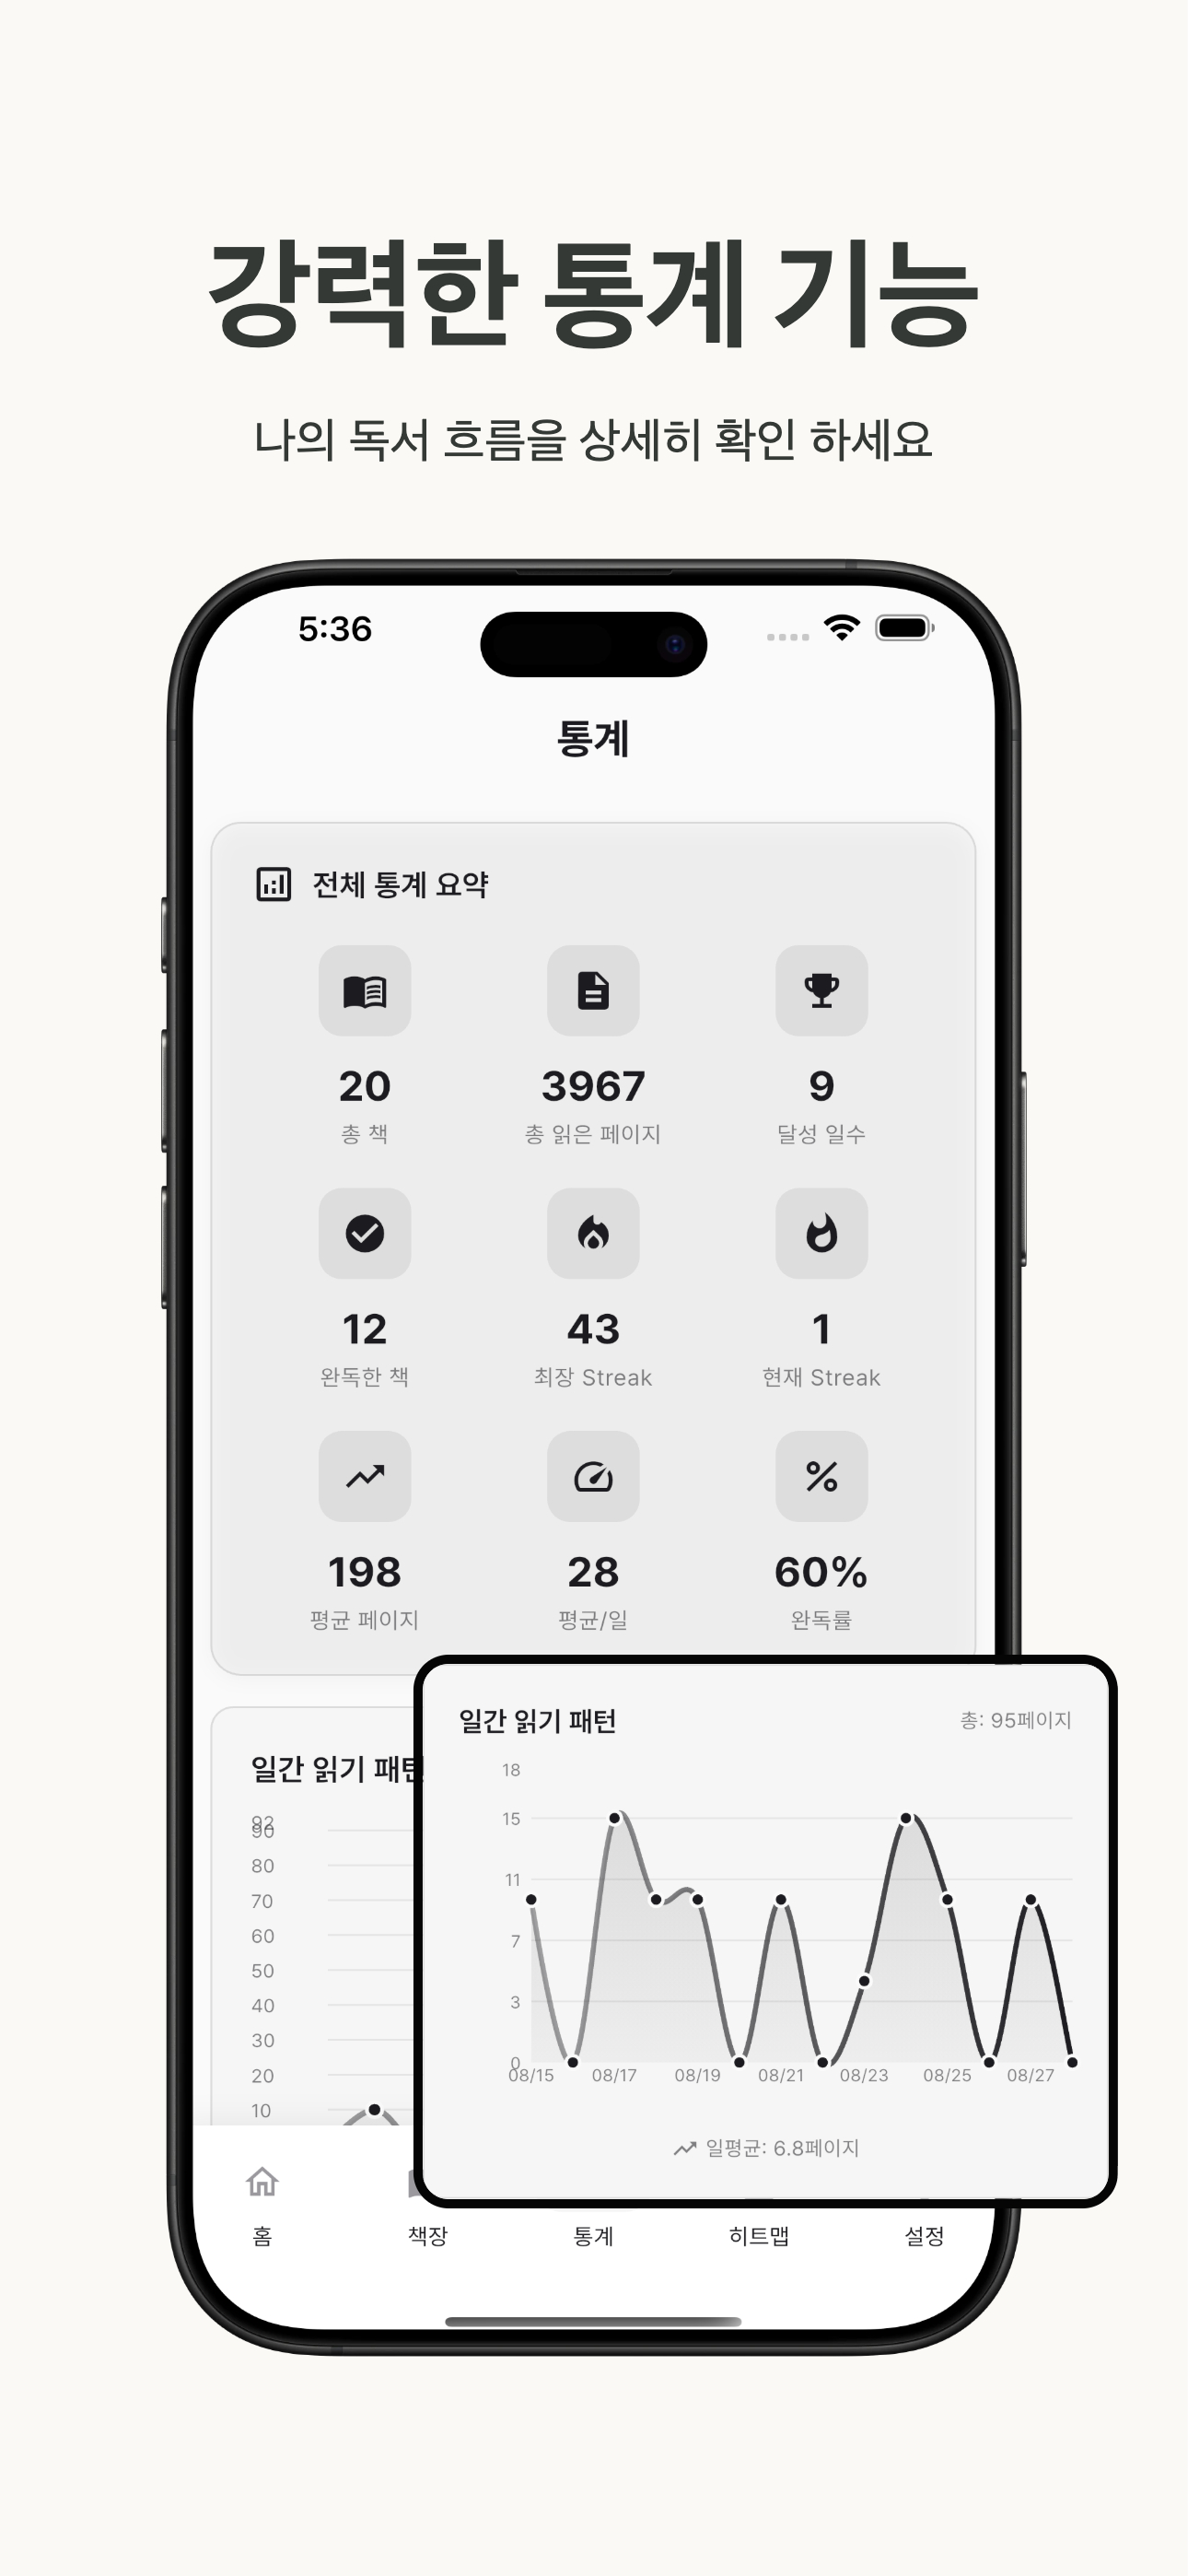 강력한 통계 기능
나의 독서 흐름을 상세히 확인 하세요
5:36
통계
전체 통계 요약
20 3967 9
총 책 총 읽은 페이지 달성 일수
12 43 1
완독한 책 최장 Streak 현재 Streak
198 28 60%
평균 페이지 평균/일 완독률
일간 읽기 패턴
92
90
80
70
60
50
40
30
20
10
일간 읽기 패턴 총: 95페이지
18
15
11
7
3
0
08/15 08/17 08/19 08/21 08/23 08/25 08/27
일평균: 6.8페이지
홈 책장 통계 히트맵 설정